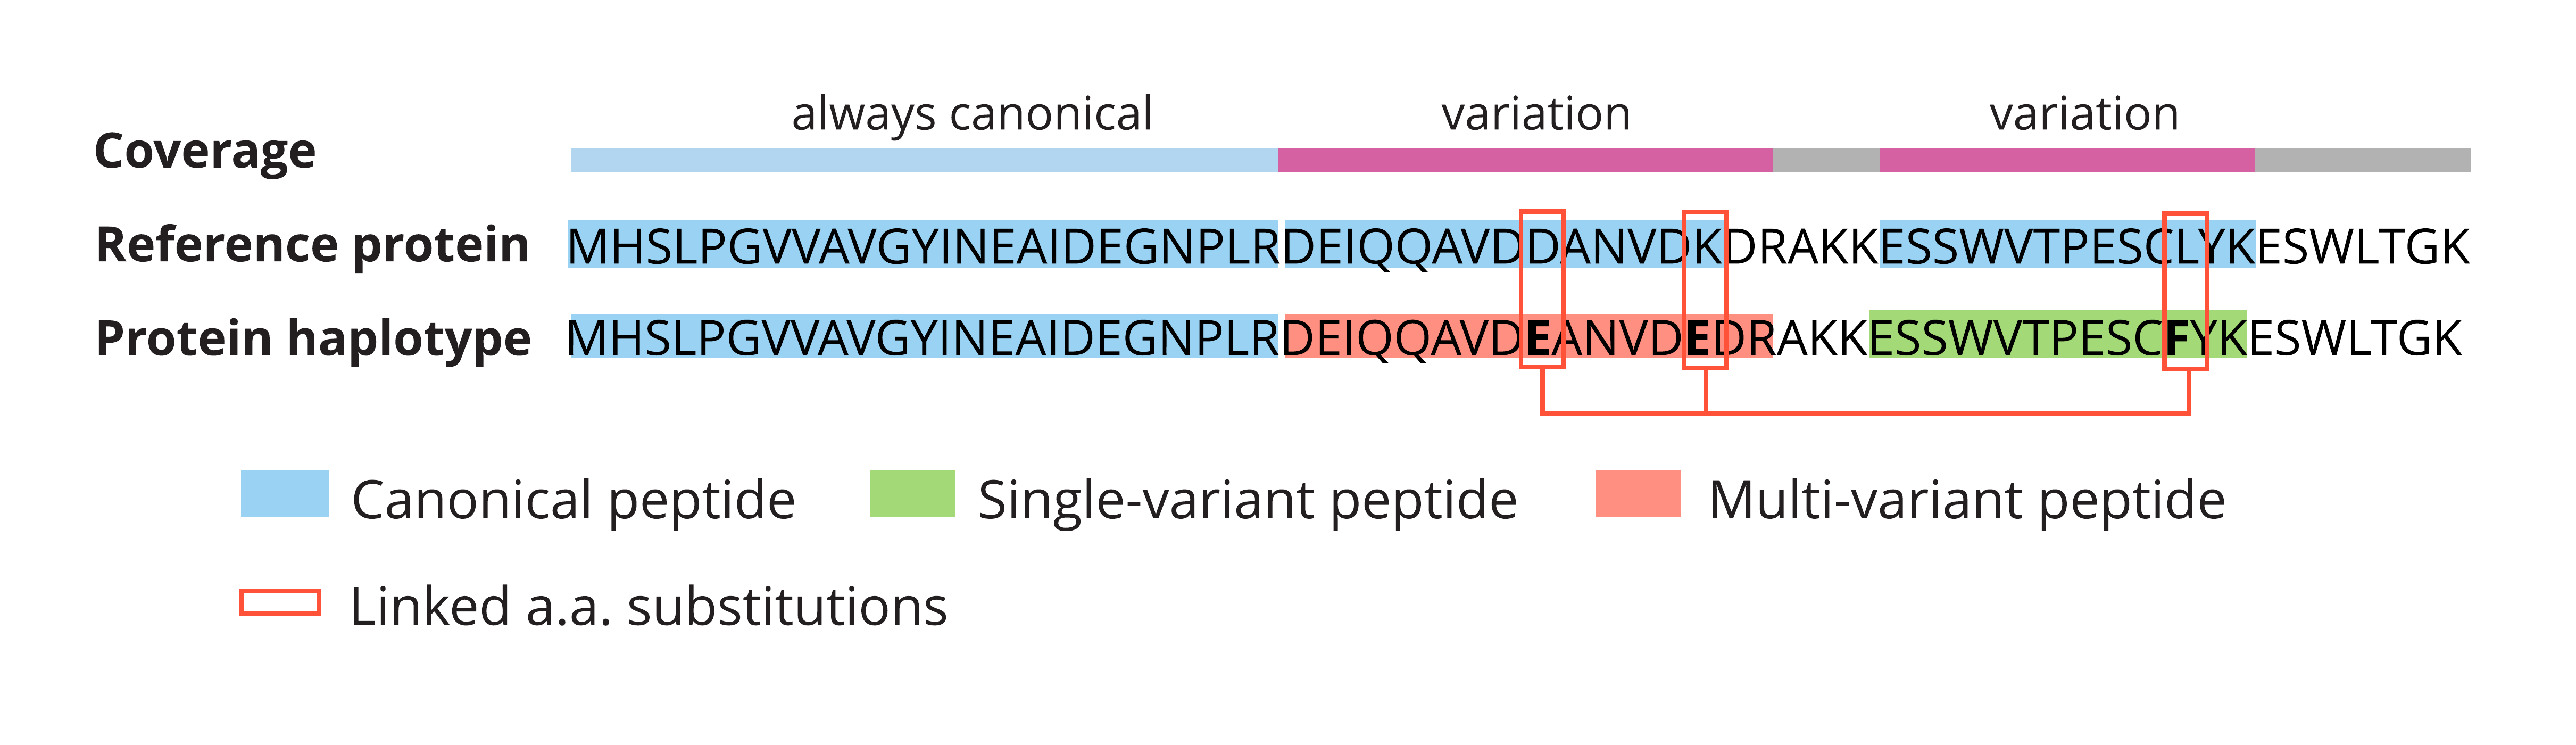 always canonical variation variation
Coverage
Reference protein MHSLPGVVAVGYINEAIDEGNPLRDEIQQAVDDANVDKDRAKKESSWVTPESCLYKESWLTGK
Protein haplotype MHSLPGVVAVGYINEAIDEGNPLRDEIQQAVDEANVDEDRAKKESSWVTPESCFYKESWLTGK
Canonical peptide Single-variant peptide Multi-variant peptide
Linked a.a. substitutions